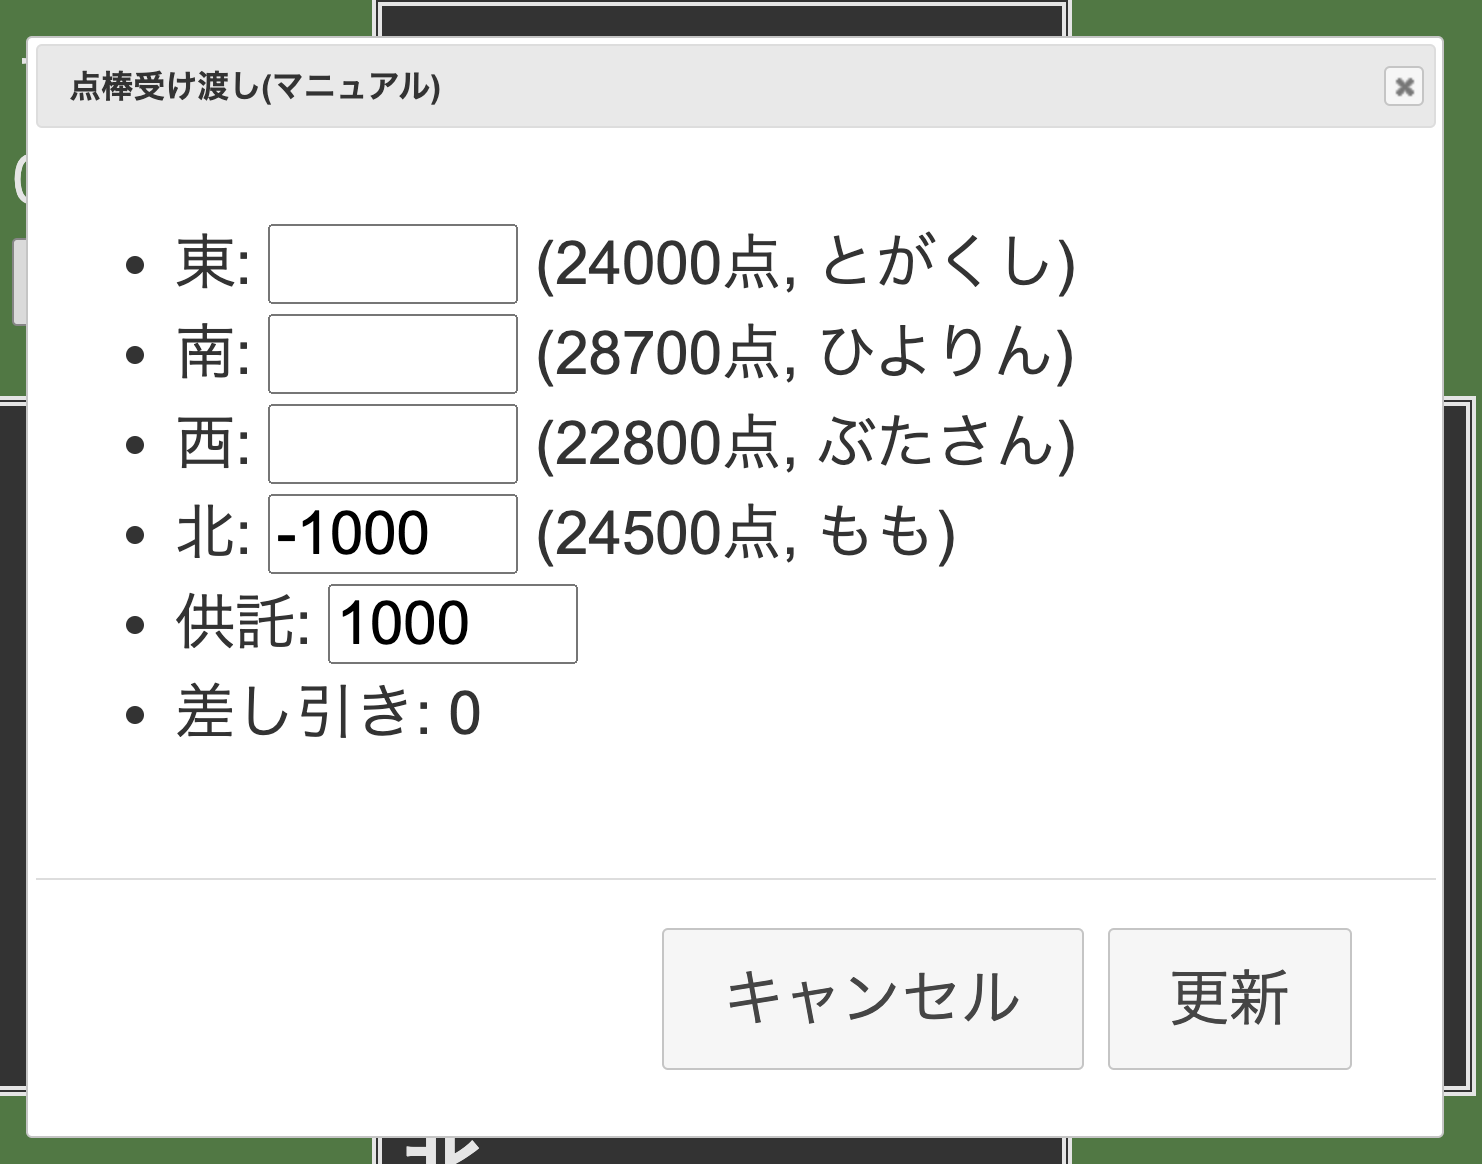 点棒受け渡し(マニュアル)
東: (24000点, とがくし)
南: (28700点, ひよりん)
西: (22800点, ぶたさん)
北: -1000 (24500点, もも)
供託: 1000
差し引き: 0
キャンセル 更新